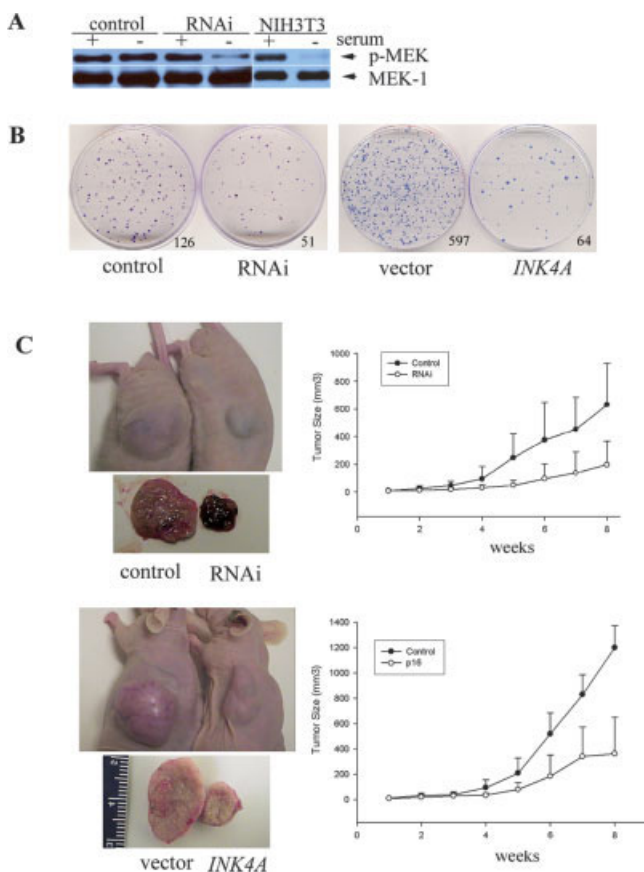 A
control RNAi NIH3T3
+ - + - + - serum
p-MEK
MEK-1
B
126 51 597 64
control RNAi vector INK4A
C
1000
800
600
400
200
0
Tumor Size (mm3)
Control
RNAi
0 2 4 6 8
weeks
control RNAi
1400
1200
1000
800
600
400
200
0
Tumor Size (mm3)
Control
p16
0 2 4 6 8
weeks
vector INK4A